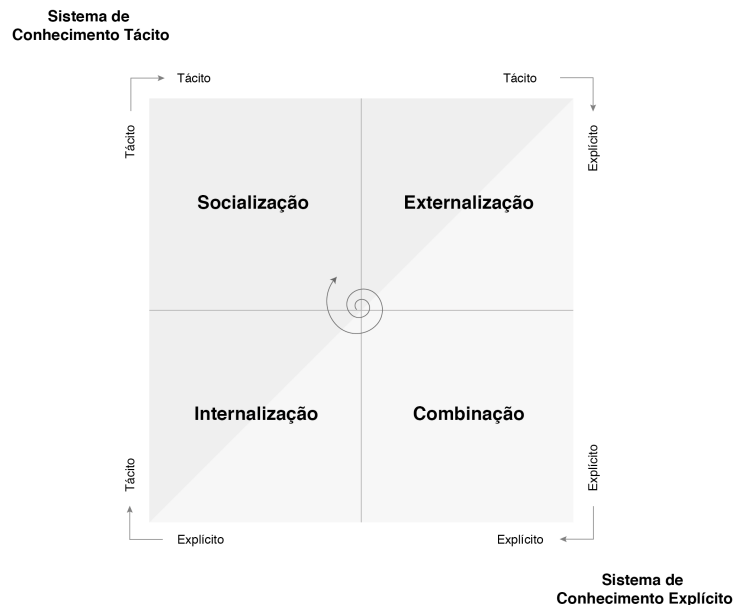 Sistema de
Conhecimento Tácito
Tácito
Tácito
Tácito
Explícito
Socialização
Externalização
Internalização
Combinação
Tácito
Explícito
Explícito
Explícito
Sistema de
Conhecimento Explícito